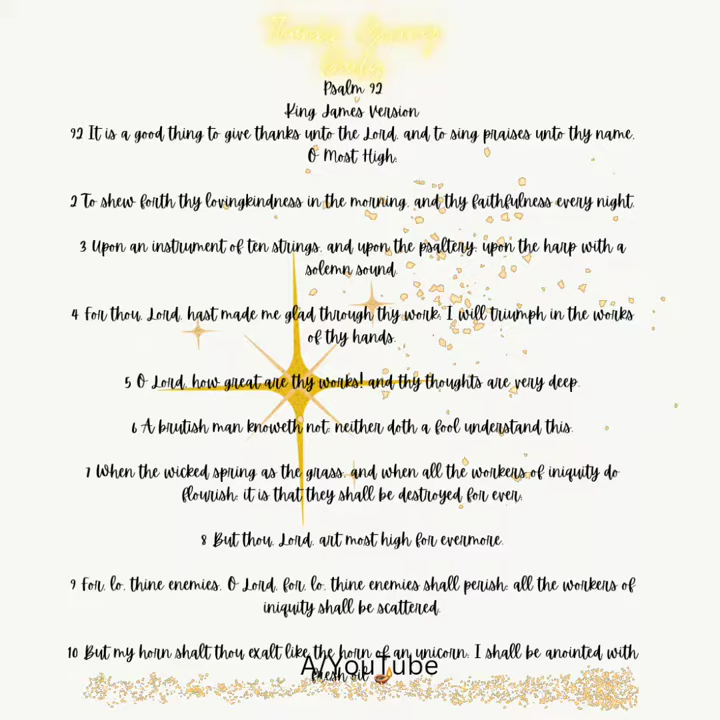 Psalm 92
King James Version
92 It is a good thing to give thanks unto the Lord, and to sing praises unto thy name,
O Most High:
2 To shew forth thy lovingkindness in the morning, and thy faithfulness every night,
3 Upon an instrument of ten strings, and upon the psaltery; upon the harp with a
solemn sound.
4 For thou, Lord, hast made me glad through thy work: I will triumph in the works
of thy hands.
5 O Lord, how great are thy works! and thy thoughts are very deep.
6 A brutish man knoweth not; neither doth a fool understand this.
7 When the wicked spring as the grass, and when all the workers of iniquity do
flourish; it is that they shall be destroyed for ever:
8 But thou, Lord, art most high for evermore.
9 For, lo, thine enemies, O Lord, for, lo, thine enemies shall perish; all the workers of
iniquity shall be scattered.
10 But my horn shalt thou exalt like the horn of an unicorn: I shall be anointed with
fresh oil
A/YouTube